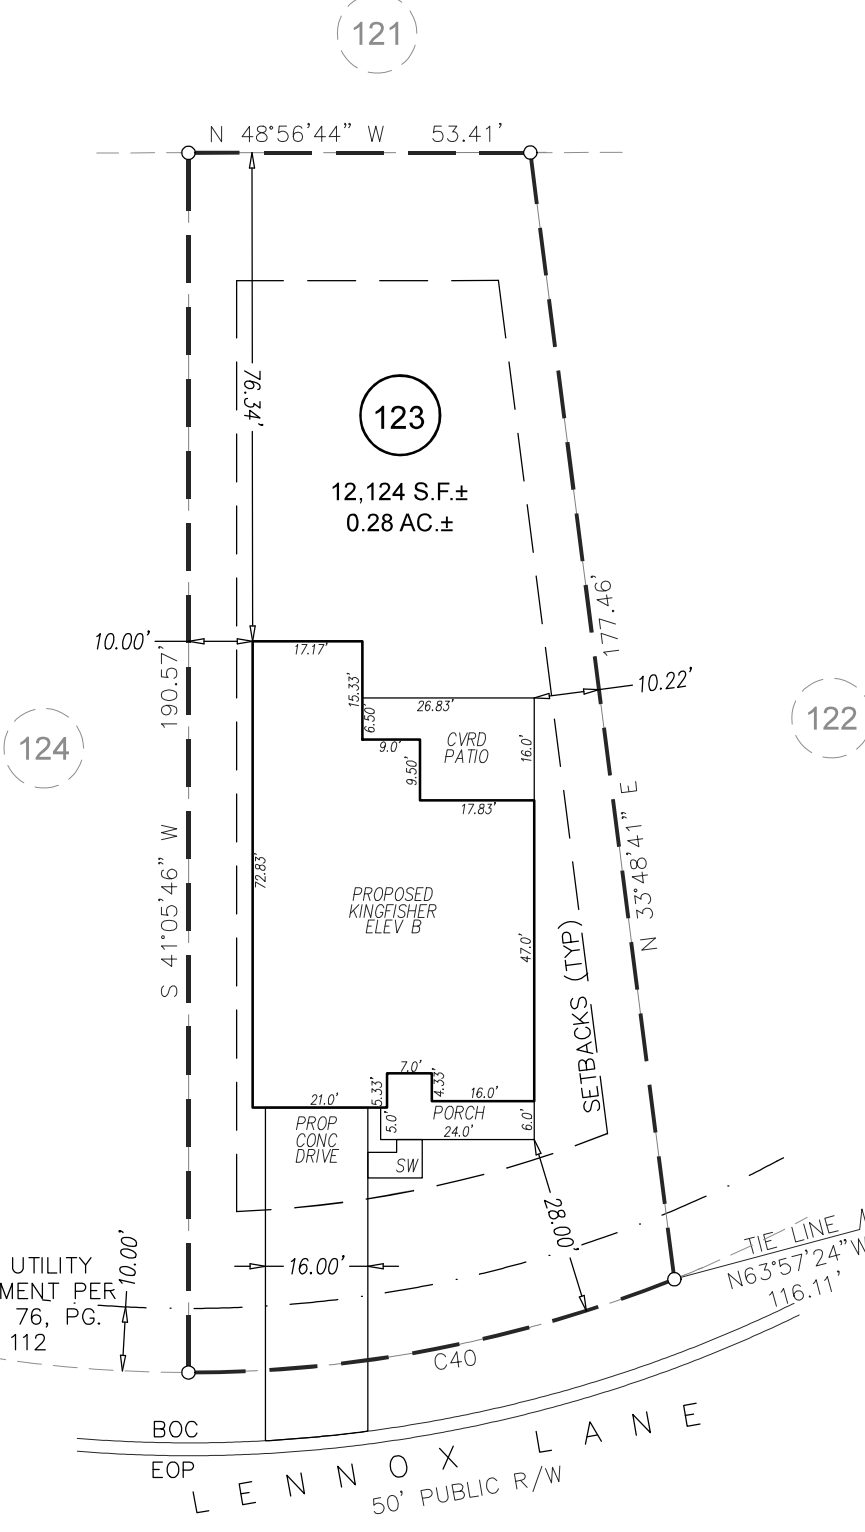 121
N 48°56'44" W 53.41'
76.34'
123
12,124 S.F.±
0.28 AC.±
10.00'
17.17'
190.57'
15.33'
6.50'
26.83'
177.46'
10.22'
124
9.0'
CVRD
PATIO
16.0'
122
9.50'
17.83'
S 41°05'46" W
72.83'
PROPOSED
KINGFISHER
ELEV B
47.0'
N 33°48'41" E
SETBACKS (TYP)
7.0'
5.33'
4.33'
21.0'
16.0'
PROP
CONC
DRIVE
5.0'
PORCH
24.0'
6.0'
SW
28.00'
UTILITY
MENT PER
76, PG.
112
10.00'
16.00'
TIE LINE
N63°57'24"W
116.11'
C40
BOC
EOP
LENNOX LANE
50' PUBLIC R/W